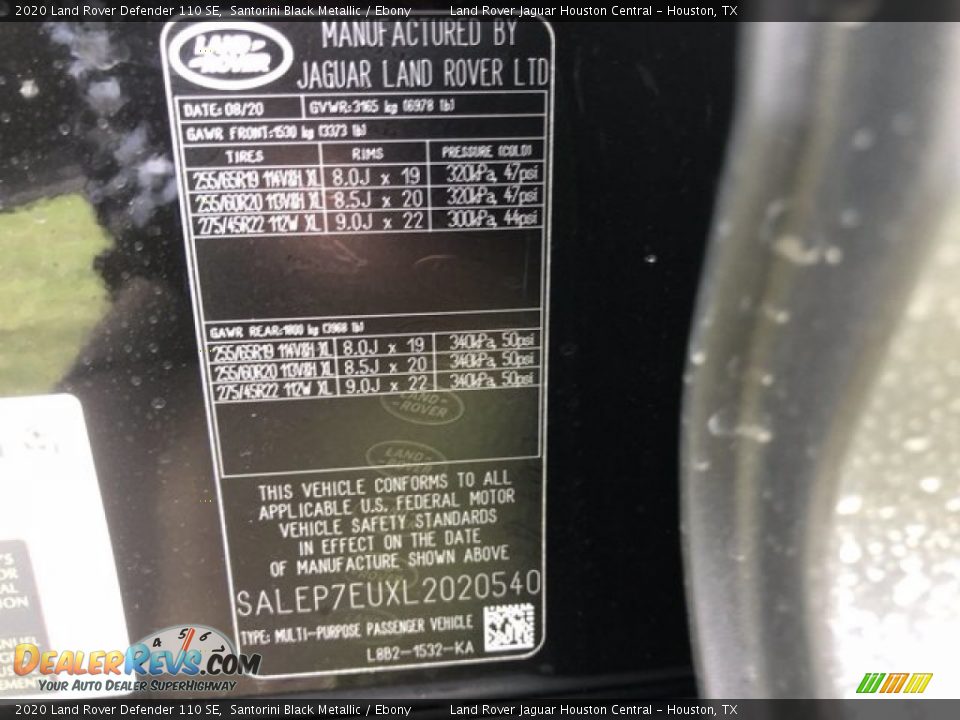 2020 Land Rover Defender 110 SE, Santorini Black Metallic / Ebony Land Rover Jaguar Houston Central - Houston, TX
LAND-
-ROVER
MANUFACTURED BY
JAGUAR LAND ROVER LTD
DATE: 08/20 GVWR: 3165 kg (6978 lb)
GAWR FRONT: 1530 kg (3373 lb)
TIRES RIMS PRESSURE (COLD)
255/65R19 114V&H XL 8.0J x 19 320kPa, 47psi
255/60R20 113V&H XL 8.5J x 20 320kPa, 47psi
275/45R22 112W XL 9.0J x 22 300kPa, 44psi
GAWR REAR: 1800 kg (3968 lb)
255/65R19 114V&H XL 8.0J x 19 340kPa, 50psi
255/60R20 113V&H XL 8.5J x 20 340kPa, 50psi
275/45R22 112W XL 9.0J x 22 340kPa, 50psi
LAND-
-ROVER
LAND-
-ROVER
THIS VEHICLE CONFORMS TO ALL
APPLICABLE U.S. FEDERAL MOTOR
VEHICLE SAFETY STANDARDS
IN EFFECT ON THE DATE
OF MANUFACTURE SHOWN ABOVE
SALEP7EUXL2020540
TYPE: MULTI-PURPOSE PASSENGER VEHICLE
L8B2-1532-KA
4 5 6
DEALERREVS.COM
YOUR AUTO DEALER SUPERHIGHWAY
2020 Land Rover Defender 110 SE, Santorini Black Metallic / Ebony Land Rover Jaguar Houston Central - Houston, TX